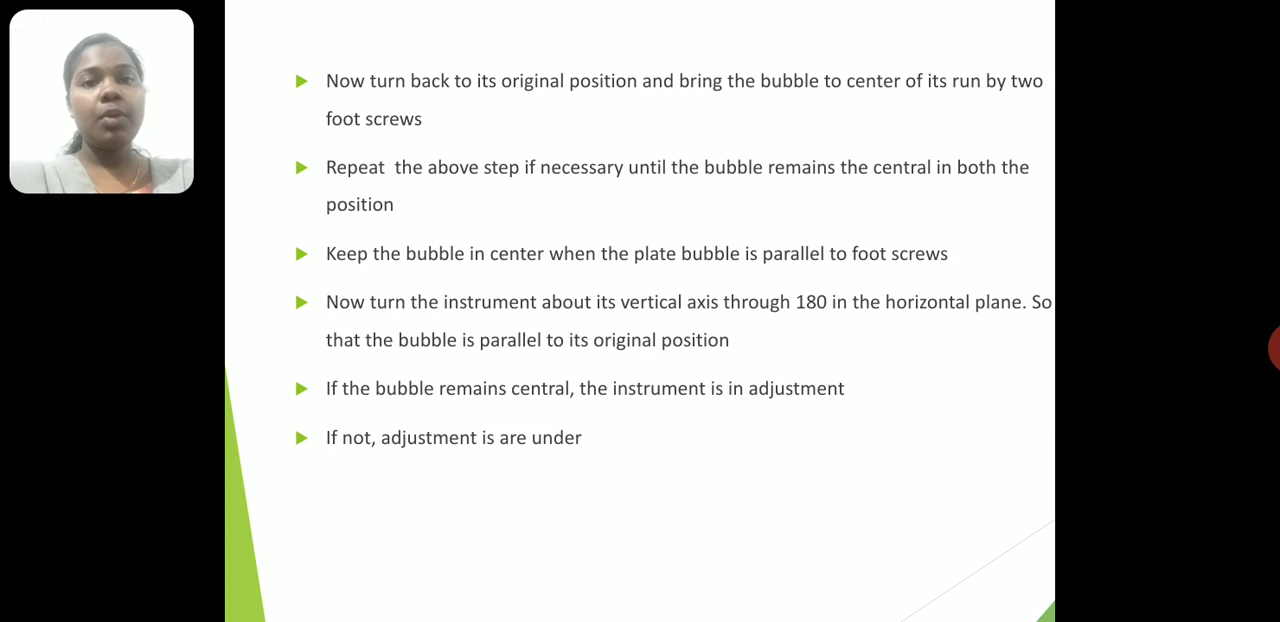 Now turn back to its original position and bring the bubble to center of its run by two
foot screws
Repeat the above step if necessary until the bubble remains the central in both the
position
Keep the bubble in center when the plate bubble is parallel to foot screws
Now turn the instrument about its vertical axis through 180 in the horizontal plane. So
that the bubble is parallel to its original position
If the bubble remains central, the instrument is in adjustment
If not, adjustment is are under